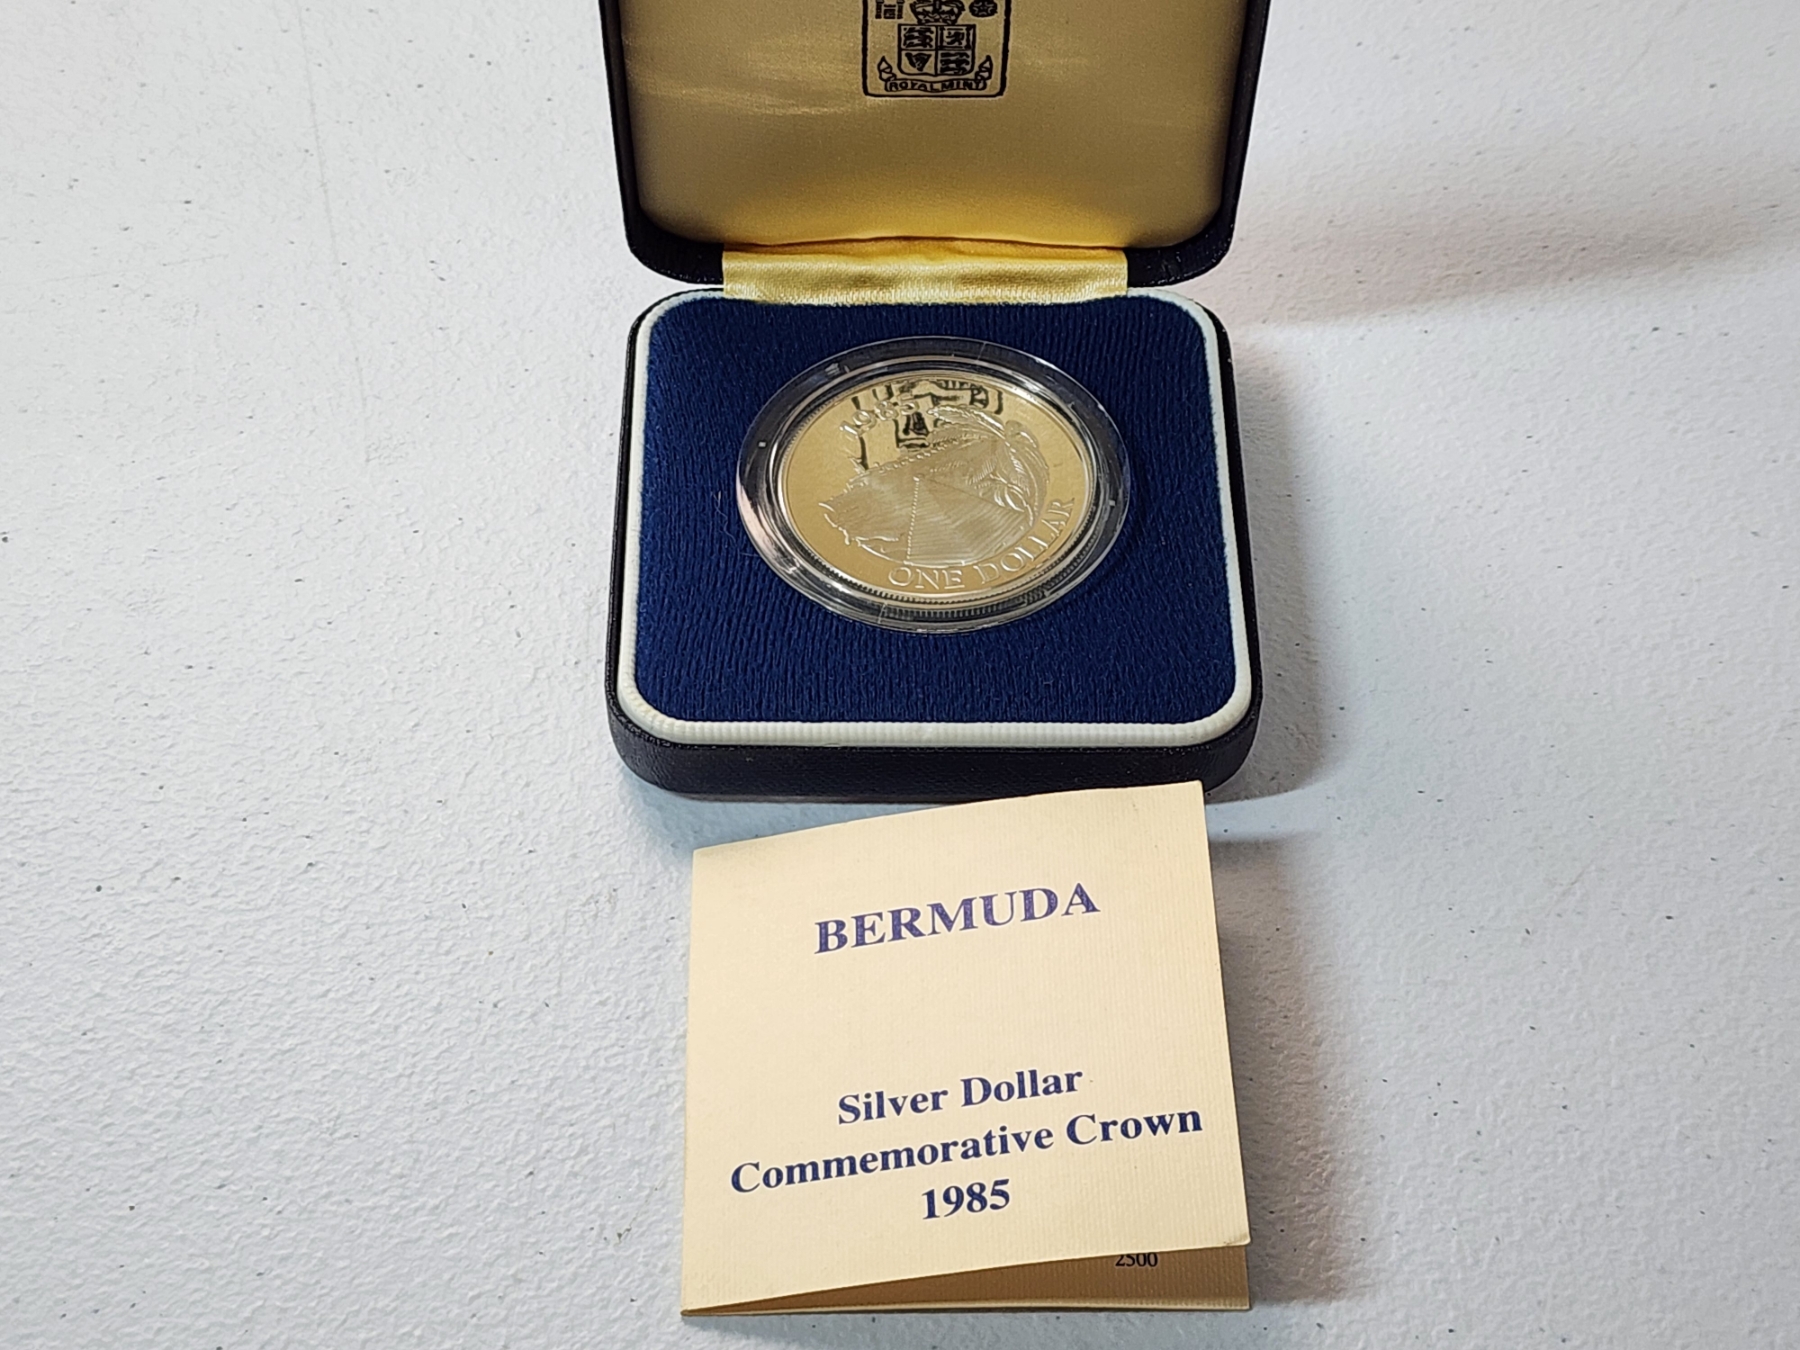 ROYAL MINT
1985
ONE DOLLAR
BERMUDA
Silver Dollar
Commemorative Crown
1985
2500